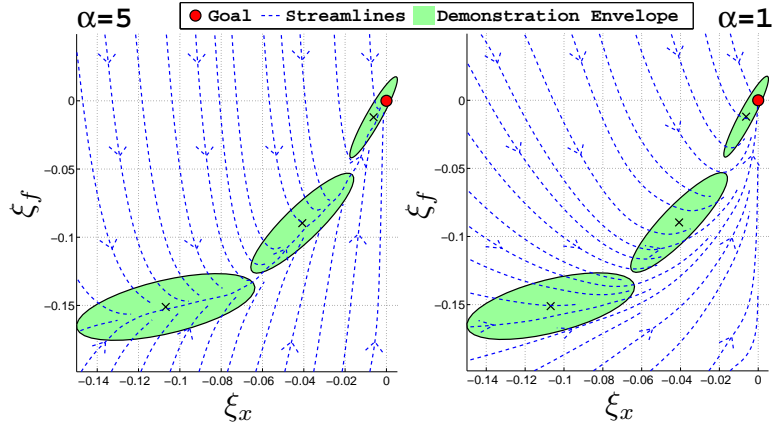 α=5
Goal Streamlines Demonstration Envelope
α=1
0
−0.05
−0.1
−0.15
ξf
−0.14 −0.12 −0.1 −0.08 −0.06 −0.04 −0.02 0
ξx
0
−0.05
−0.1
−0.15
ξf
−0.14 −0.12 −0.1 −0.08 −0.06 −0.04 −0.02 0
ξx